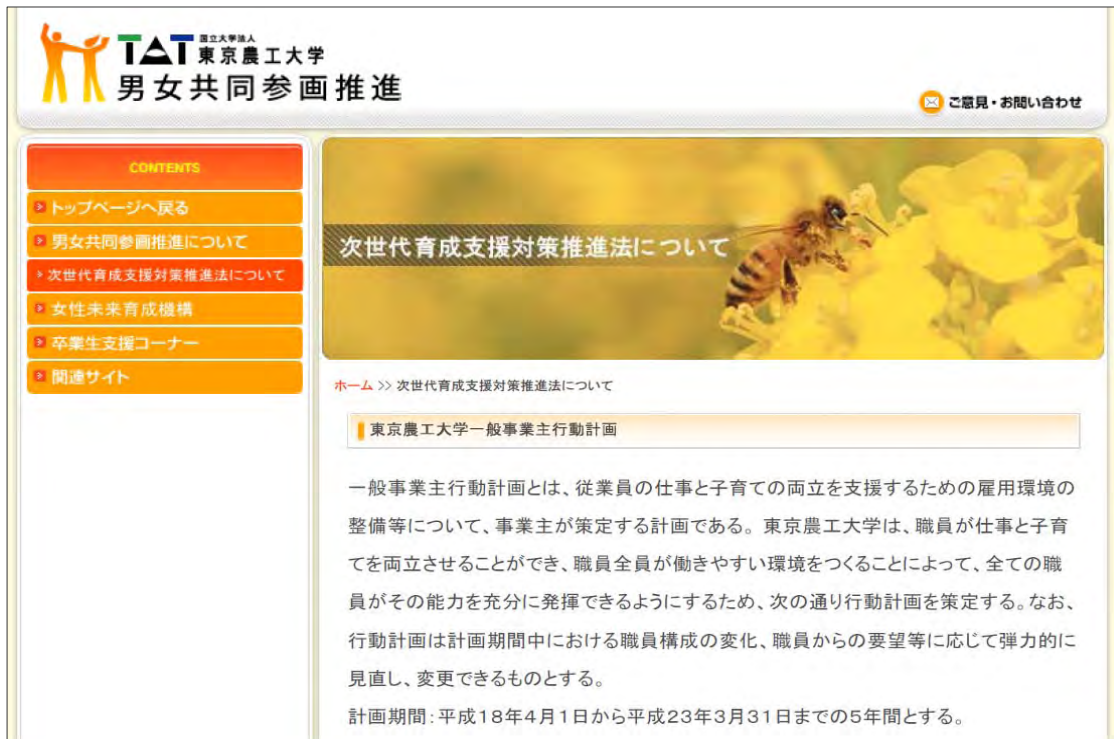 国立大学法人
TAT 東京農工大学
男女共同参画推進
ご意見・お問い合わせ
CONTENTS
トップページへ戻る
男女共同参画推進について
次世代育成支援対策推進法について
女性未来育成機構
卒業生支援コーナー
関連サイト
次世代育成支援対策推進法について
ホーム >> 次世代育成支援対策推進法について
東京農工大学一般事業主行動計画
一般事業主行動計画とは、従業員の仕事と子育ての両立を支援するための雇用環境の
整備等について、事業主が策定する計画である。東京農工大学は、職員が仕事と子育
てを両立させることができ、職員全員が働きやすい環境をつくることによって、全ての職
員がその能力を充分に発揮できるようにするため、次の通り行動計画を策定する。なお、
行動計画は計画期間中における職員構成の変化、職員からの要望等に応じて弾力的に
見直し、変更できるものとする。
計画期間：平成18年4月1日から平成23年3月31日までの5年間とする。